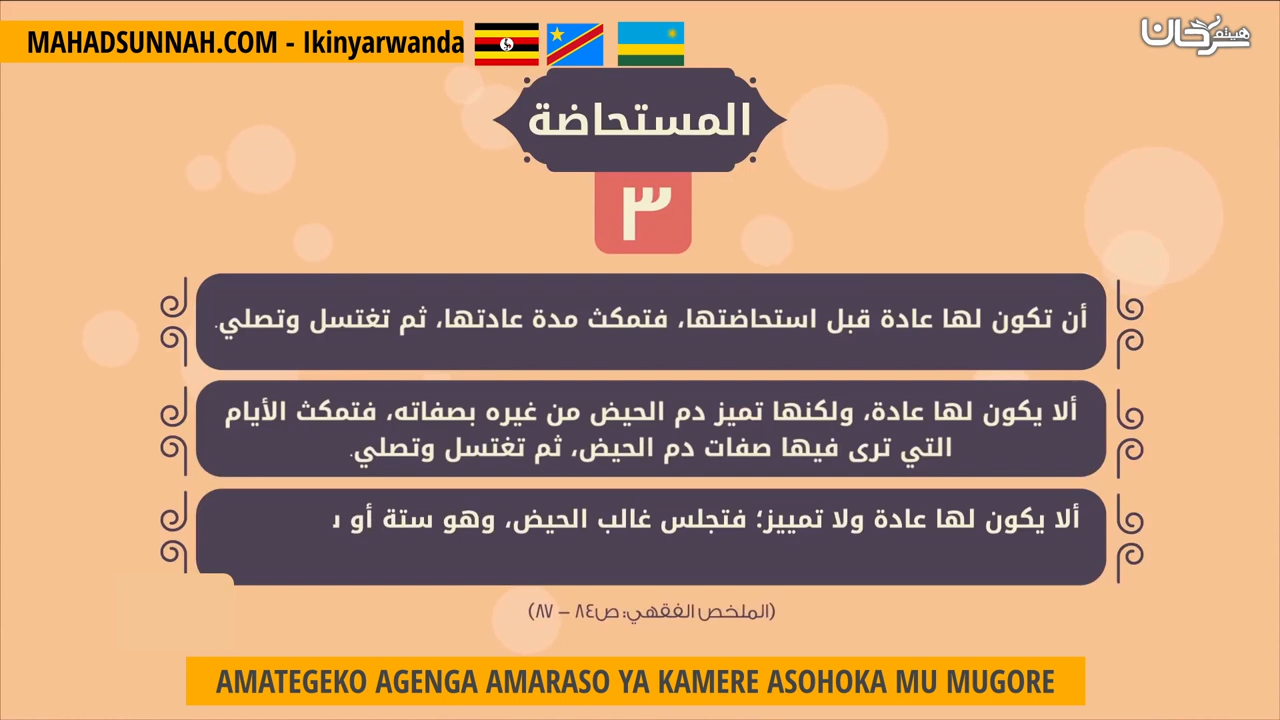 MAHADSUNNAH.COM - Ikinyarwanda
هيثم سرحان
المستحاضة
٣
أن تكون لها عادة قبل استحاضتها، فتمكث مدة عادتها، ثم تغتسل وتصلي.
ألا يكون لها عادة، ولكنها تميز دم الحيض من غيره بصفاته، فتمكث الأيام
التي ترى فيها صفات دم الحيض، ثم تغتسل وتصلي.
ألا يكون لها عادة ولا تمييز؛ فتجلس غالب الحيض، وهو ستة أو
(الملخص الفقهي: ص٨٤ – ٨٧)
AMATEGEKO AGENGA AMARASO YA KAMERE ASOHOKA MU MUGORE